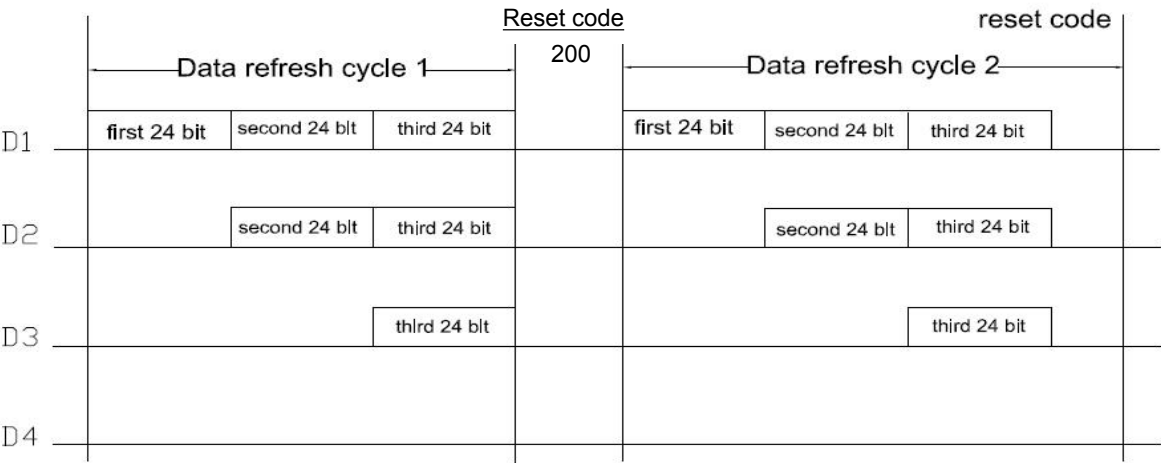 Reset code
200
reset code
Data refresh cycle 1
Data refresh cycle 2
D1
first 24 bit
second 24 blt
third 24 bit
first 24 bit
second 24 blt
third 24 bit
D2
second 24 blt
third 24 bit
second 24 blt
third 24 bit
D3
thlrd 24 blt
third 24 bit
D4